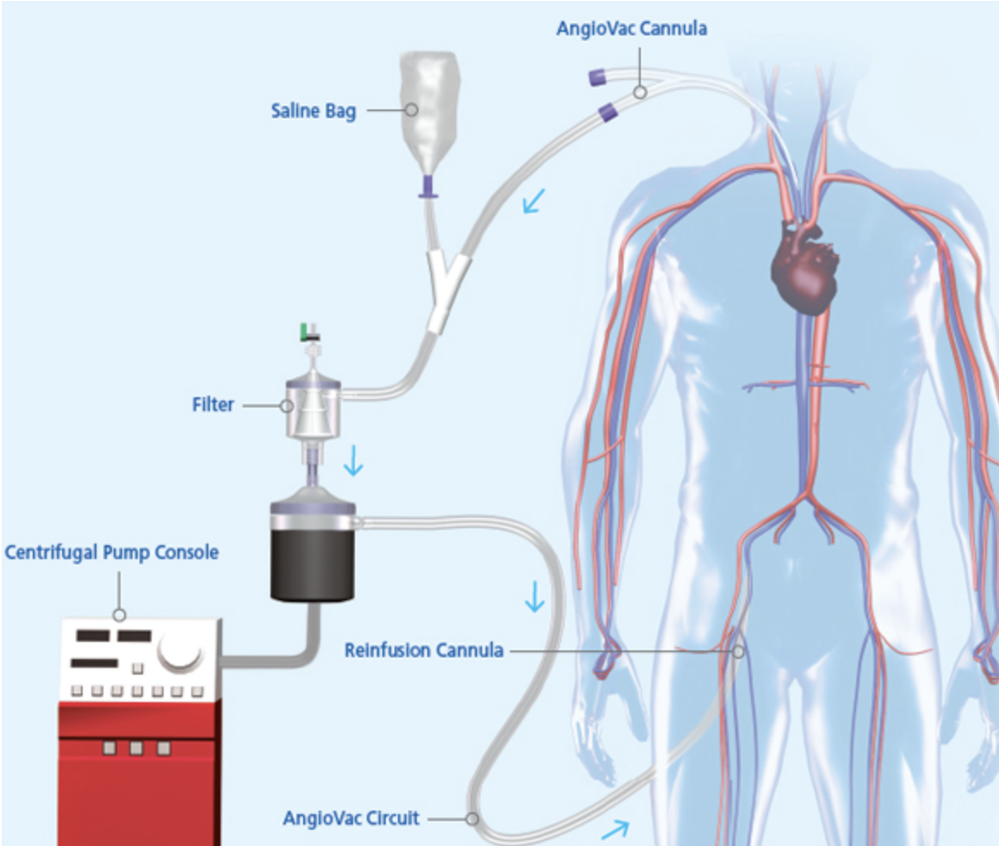 AngioVac Cannula
Saline Bag
Filter
Centrifugal Pump Console
Reinfusion Cannula
AngioVac Circuit